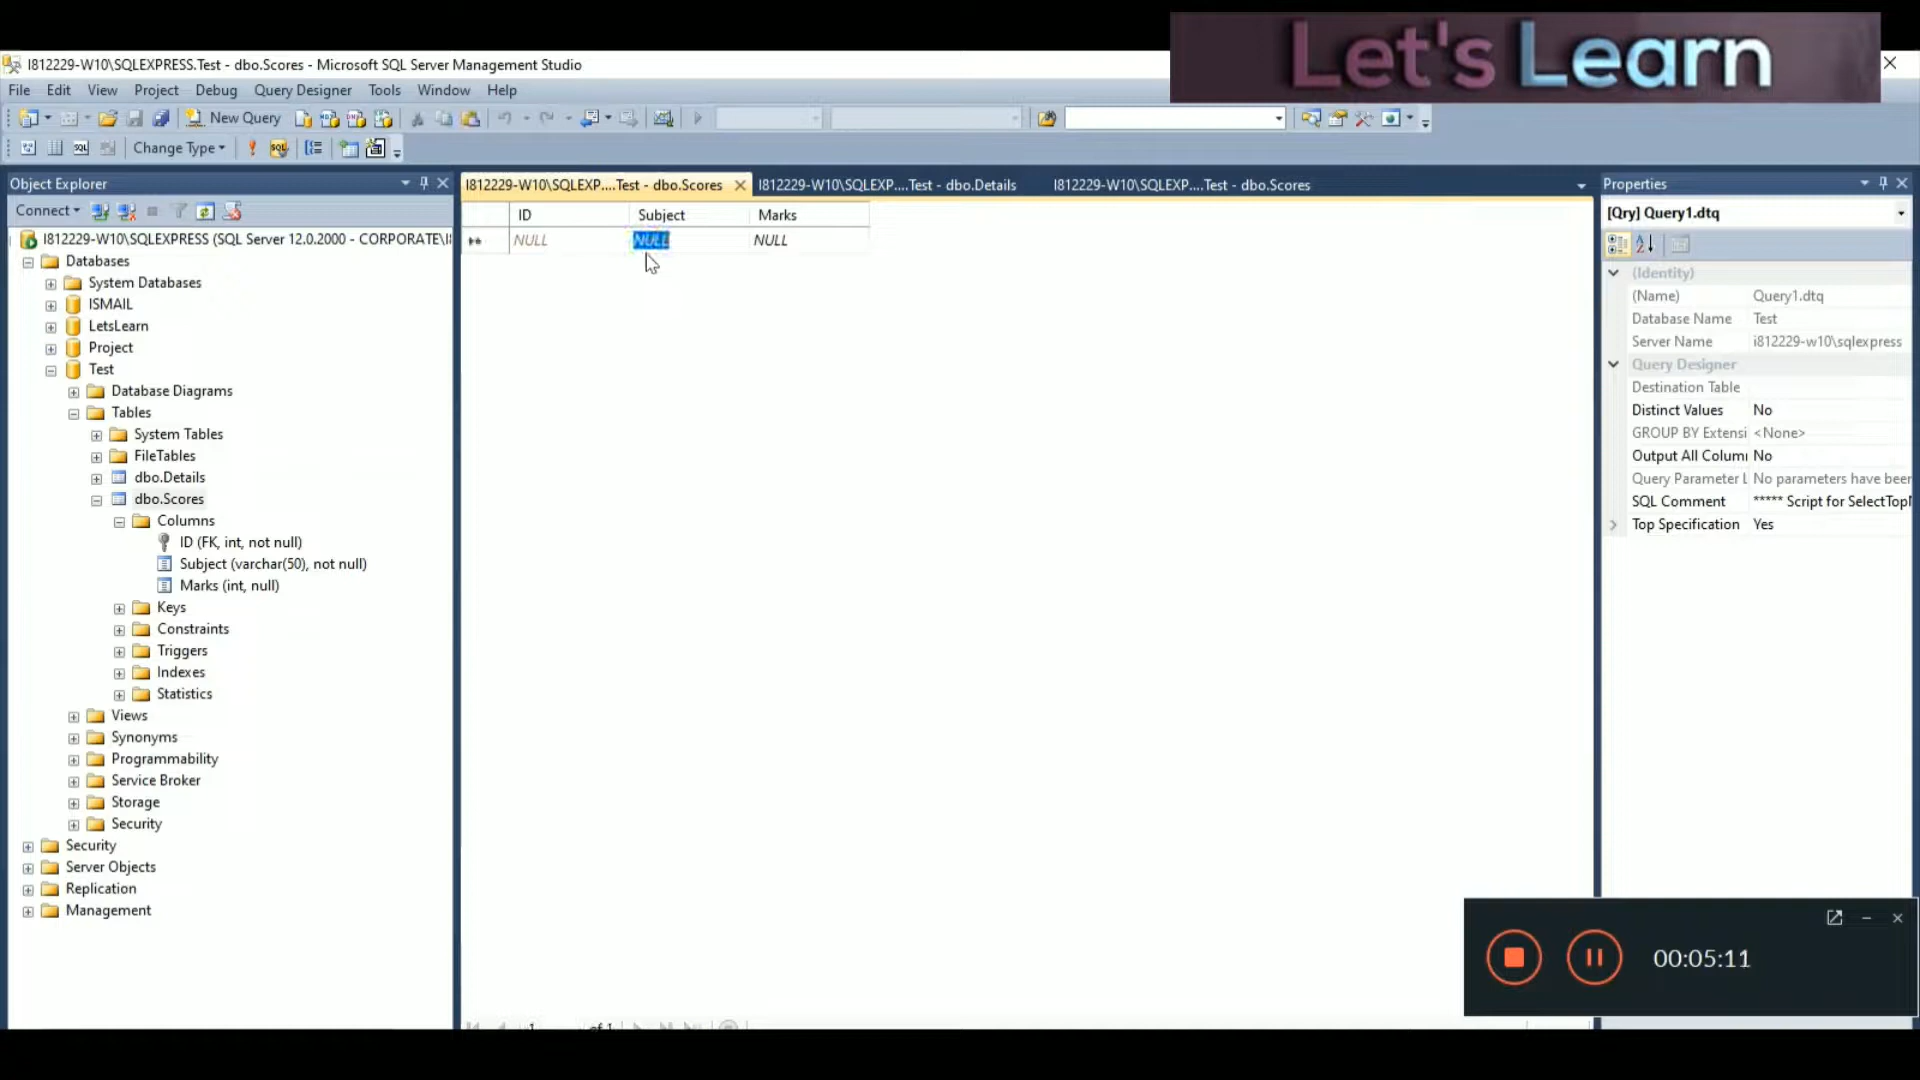 Let's Learn
I812229-W10\SQLEXPRESS.Test - dbo.Scores - Microsoft SQL Server Management Studio
File Edit View Project Debug Query Designer Tools Window Help
New Query
Change Type
Object Explorer
Connect
I812229-W10\SQLEXPRESS (SQL Server 12.0.2000 - CORPORATE\I
Databases
System Databases
ISMAIL
LetsLearn
Project
Test
Database Diagrams
Tables
System Tables
FileTables
dbo.Details
dbo.Scores
Columns
ID (FK, int, not null)
Subject (varchar(50), not null)
Marks (int, null)
Keys
Constraints
Triggers
Indexes
Statistics
Views
Synonyms
Programmability
Service Broker
Storage
Security
Security
Server Objects
Replication
Management
I812229-W10\SQLEXP....Test - dbo.Scores I812229-W10\SQLEXP....Test - dbo.Details I812229-W10\SQLEXP....Test - dbo.Scores
ID Subject Marks
NULL NULL NULL
Properties
[Qry] Query1.dtq
(Identity)
(Name) Query1.dtq
Database Name Test
Server Name i812229-w10\sqlexpress
Query Designer
Destination Table
Distinct Values No
GROUP BY Extensi <None>
Output All Colum No
Query Parameter L No parameters have been
SQL Comment ***** Script for SelectTop
Top Specification Yes
00:05:11